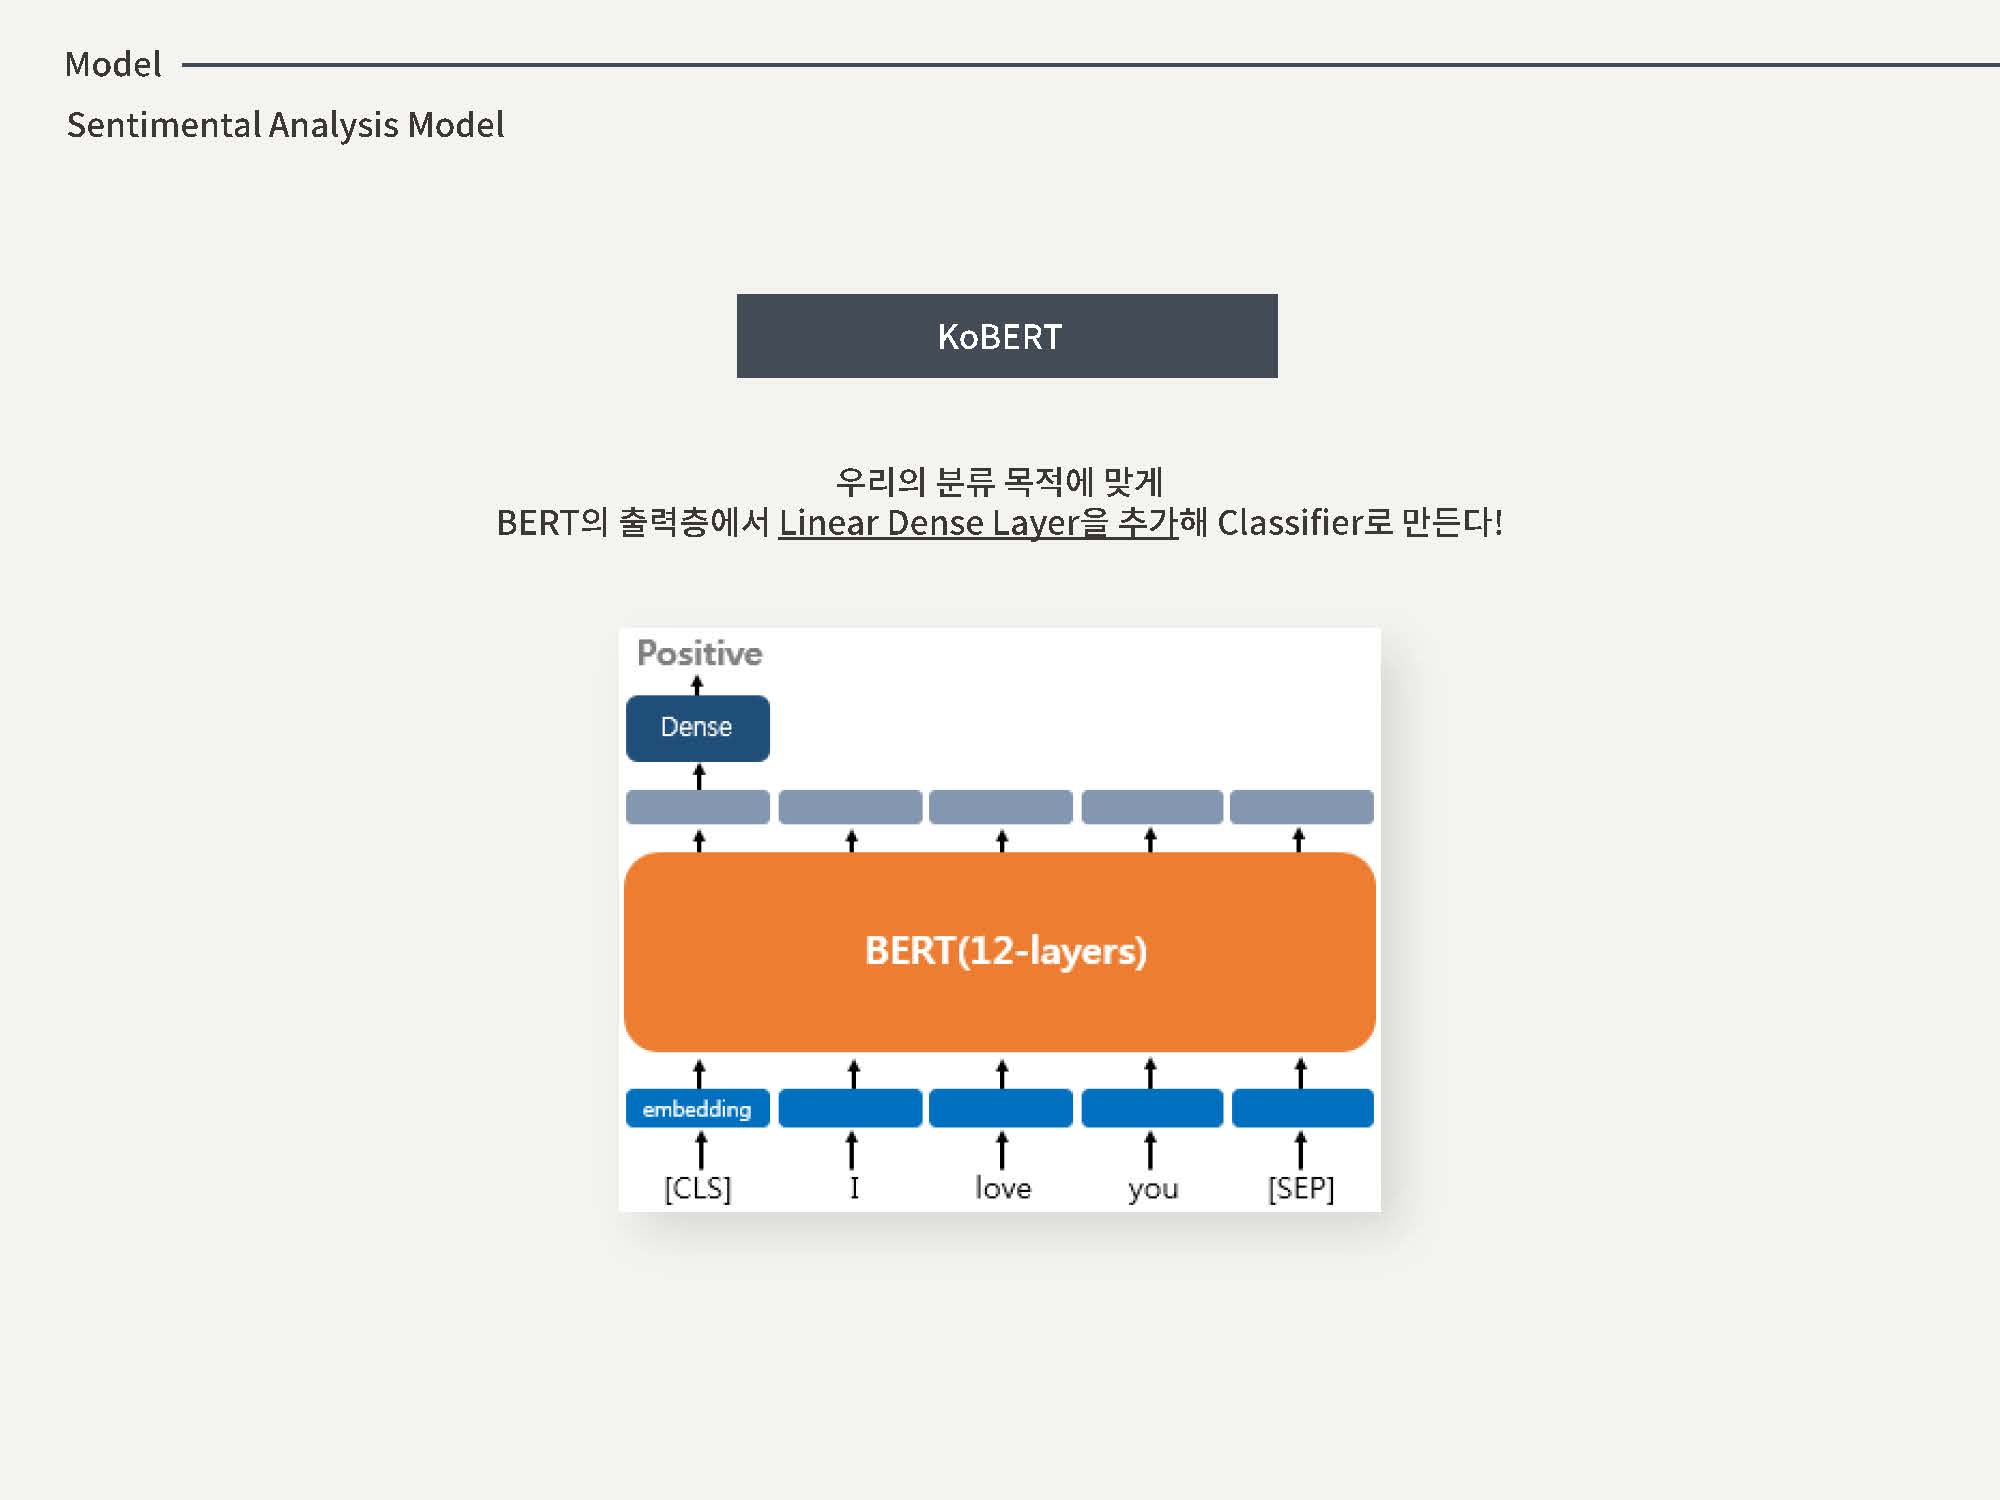 Model
Sentimental Analysis Model
KoBERT
우리의 분류 목적에 맞게
BERT의 출력층에서 Linear Dense Layer을 추가해 Classifier로 만든다!
Positive
Dense
BERT(12-layers)
embedding
[CLS] I love you [SEP]